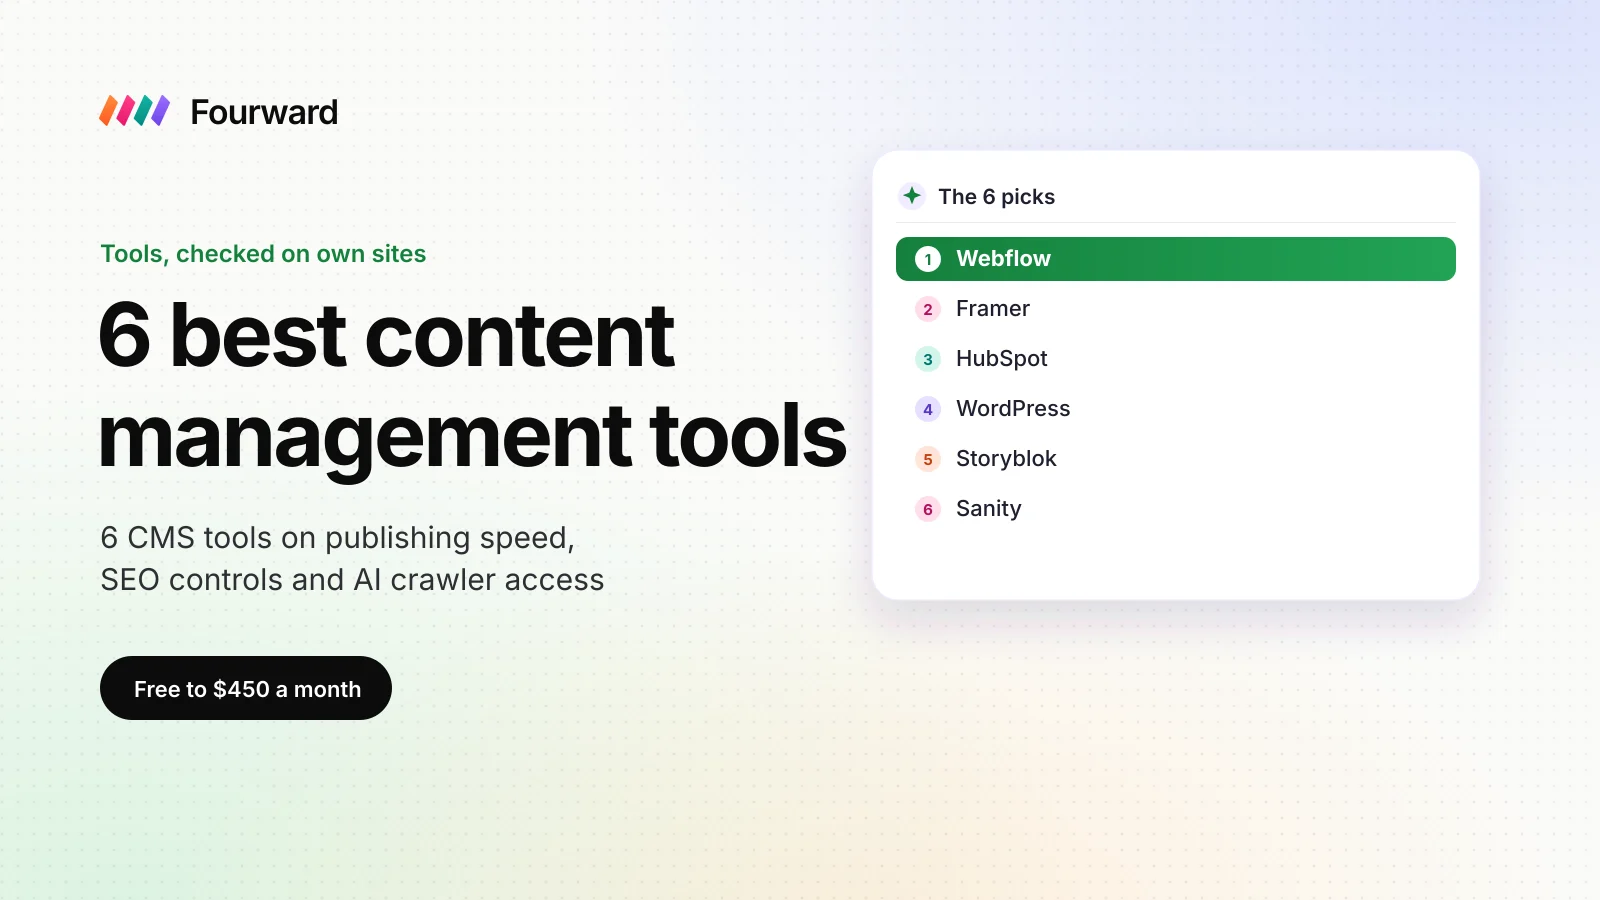 Fourward
Tools, checked on own sites
6 best content
management tools
6 CMS tools on publishing speed,
SEO controls and AI crawler access
Free to $450 a month
The 6 picks
1 Webflow
2 Framer
3 HubSpot
4 WordPress
5 Storyblok
6 Sanity